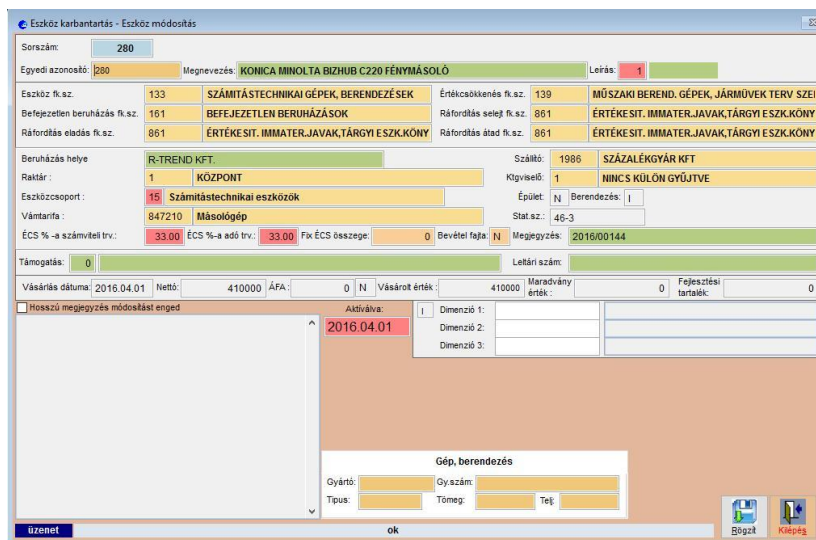 Eszköz karbantartás - Eszköz módosítás
Sorszám: 280
Egyedi azonosító: 280 Megnevezés: KONICA MINOLTA BIZHUB C220 FÉNYMÁSOLÓ Leírás: 1
Eszköz fk.sz. 133 SZÁMITÁSTECHNIKAI GÉPEK, BERENDEZÉSEK Értékcsökkenés fk.sz. 139 MŰSZAKI BEREND. GÉPEK, JÁRMÜVEK TERV SZE
Befejezetlen beruházás fk.sz. 161 BEFEJEZETLEN BERUHÁZÁSOK Ráfordítás selejt fk.sz. 861 ÉRTÉKESIT. IMMATER.JAVAK,TÁRGYI ESZK.KÖNY
Ráfordítás eladás fk.sz. 861 ÉRTÉKESIT. IMMATER.JAVAK,TÁRGYI ESZK.KÖNY Ráfordítás átad fk.sz. 861 ÉRTÉKESIT. IMMATER.JAVAK,TÁRGYI ESZK.KÖNY
Beruházás helye R-TREND KFT. Szállító: 1986 SZÁZALÉKGYÁR KFT
Raktár : 1 KÖZPONT Ktgviselő: 1 NINCS KÜLÖN GYŰJTVE
Eszközcsoport : 15 Számitástechnikai eszközök Épület: N Berendezés: I
Vámtarifa : 847210 Másológép Stat.sz.: 46-3
ÉCS % -a számviteli trv.: 33.00 ÉCS %-a adó trv.: 33.00 Fix ÉCS összege: 0 Bevétel fajta: N Megjegyzés: 2016/00144
Támogatás: 0 Leltári szám:
Vásárlás dátuma: 2016.04.01 Nettó: 410000 ÁFA : 0 N Vásárolt érték : 410000 Maradvány érték : 0 Fejlesztési tartalék: 0
Hosszú megjegyzés módosítást enged Aktíválva: I Dimenzió 1:
2016.04.01 Dimenzió 2:
Dimenzió 3:
Gép, berendezés
Gyártó: Gy.szám:
Tipus: Tömeg: Telj:
Rögzít Kilépés
üzenet ok